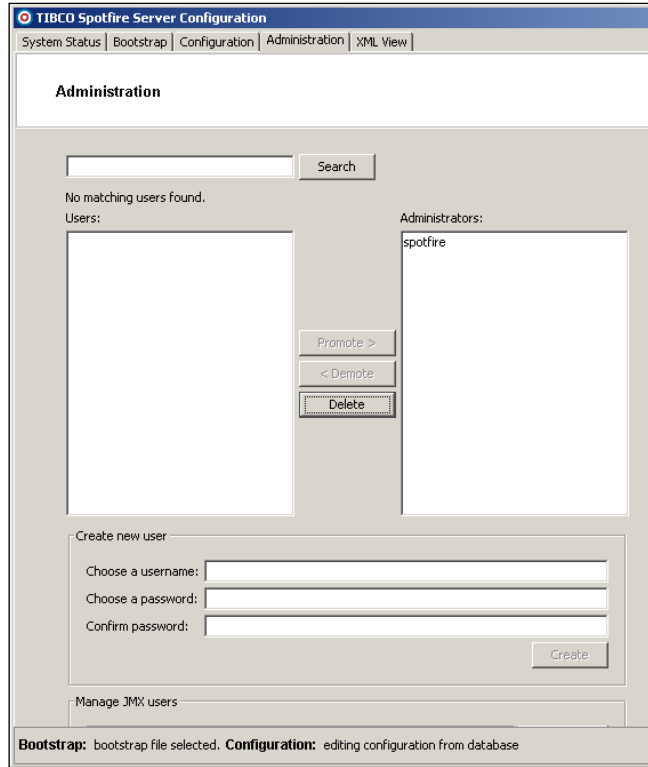 TIBCO Spotfire Server Configuration
System Status Bootstrap Configuration Administration XML View
Administration
Search
No matching users found.
Users: Administrators:
spotfire
Promote >
< Demote
Delete
Create new user
Choose a username:
Choose a password:
Confirm password:
Create
Manage JMX users
Bootstrap: bootstrap file selected. Configuration: editing configuration from database